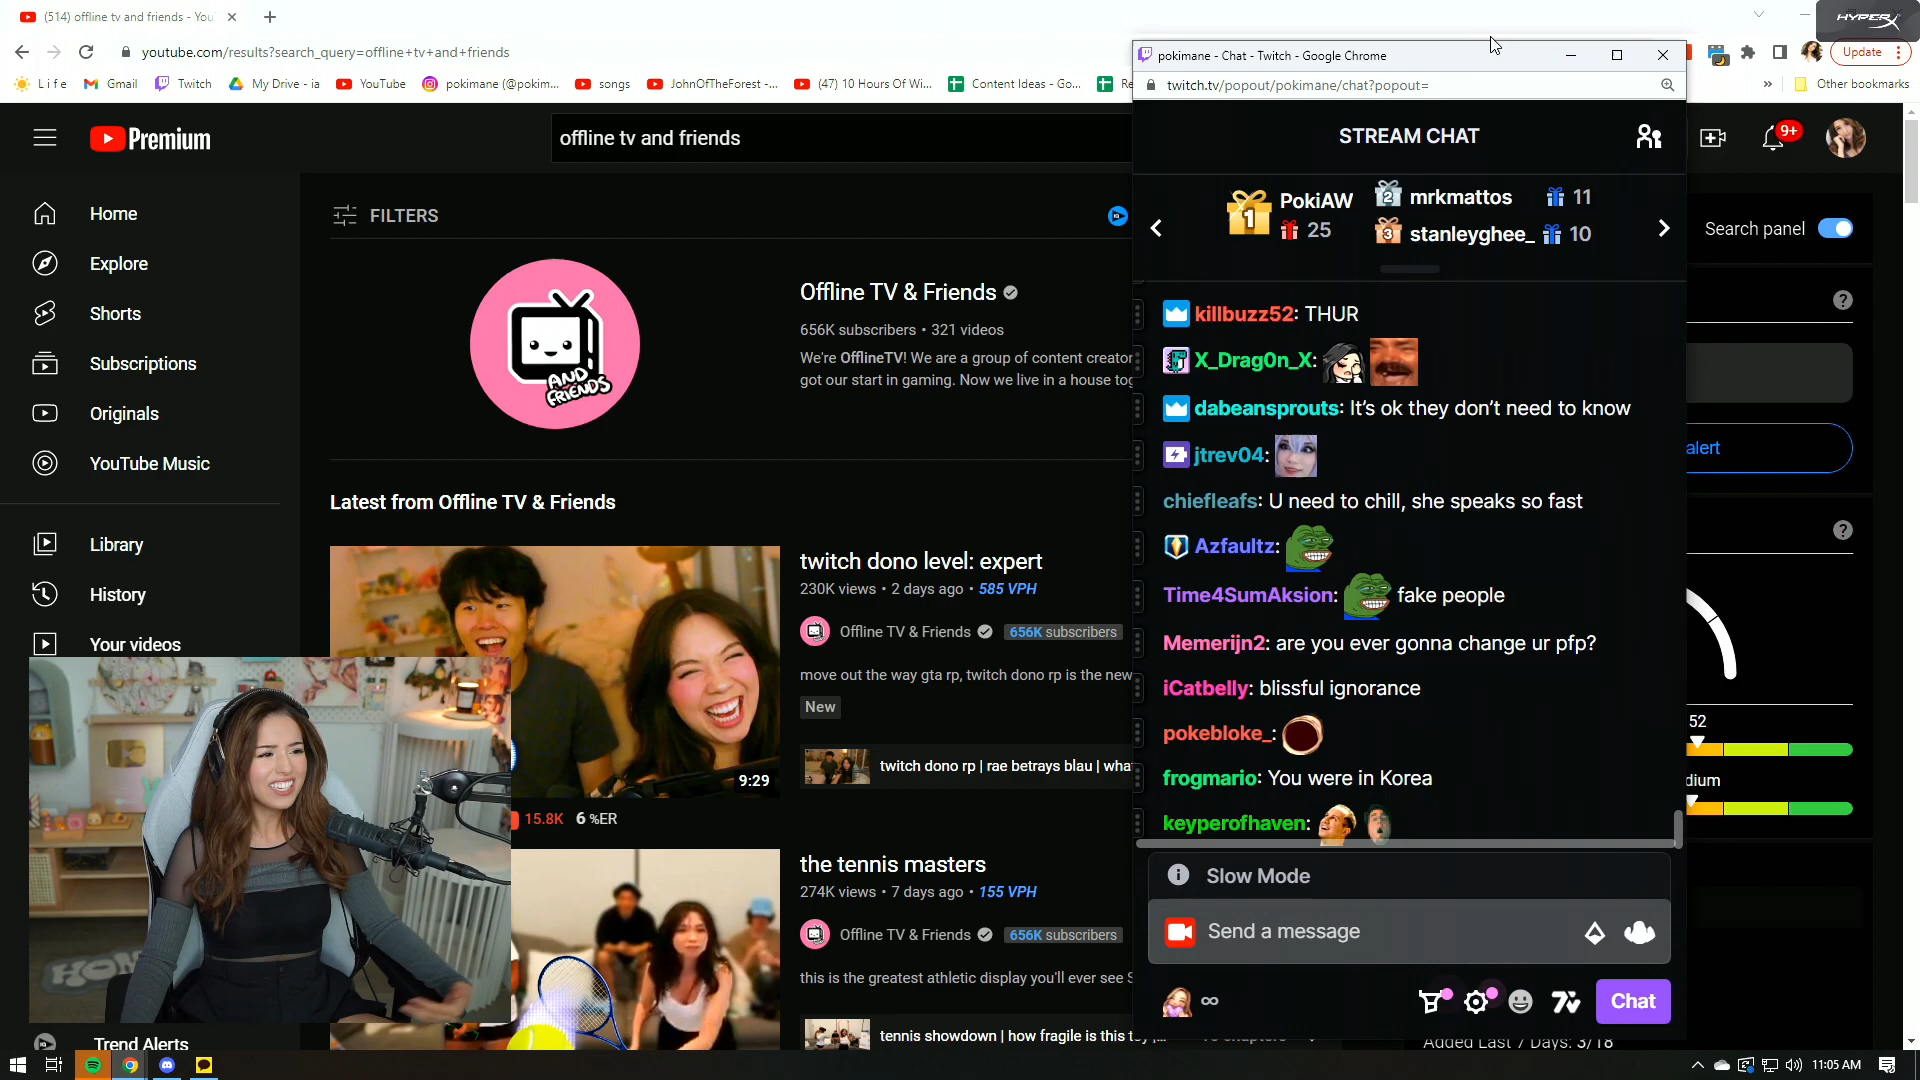 (514) offline tv and friends - You
HYPERX
youtube.com/results?search_query=offline+tv+and+friends
Update
Life
Gmail
Twitch
My Drive - ia
YouTube
pokimane (@pokim...
songs
JohnOfTheForest -...
(47) 10 Hours Of Wi...
Content Ideas - Go...
Re
»
Other bookmarks
Premium
offline tv and friends
9+
Home
Explore
Shorts
Subscriptions
Originals
YouTube Music
Library
History
Your videos
Trend Alerts
FILTERS
Offline TV & Friends
656K subscribers • 321 videos
We're OfflineTV! We are a group of content creator
got our start in gaming. Now we live in a house tog
AND
FRIENDS
Latest from Offline TV & Friends
twitch dono level: expert
230K views • 2 days ago • 585 VPH
Offline TV & Friends 656K subscribers
move out the way gta rp, twitch dono rp is the new
New
twitch dono rp | rae betrays blau | wha
9:29
15.8K 6 %ER
the tennis masters
274K views • 7 days ago • 155 VPH
Offline TV & Friends 656K subscribers
this is the greatest athletic display you'll ever see S
tennis showdown | how fragile is this t
HON
pokimane - Chat - Twitch - Google Chrome
twitch.tv/popout/pokimane/chat?popout=
STREAM CHAT
1 PokiAW
25
2 mrkmattos 11
3 stanleyghee_ 10
killbuzz52: THUR
X_Drag0n_X:
dabeansprouts: It's ok they don't need to know
jtrev04:
chiefleafs: U need to chill, she speaks so fast
Azfaultz:
Time4SumAksion: fake people
Memerijn2: are you ever gonna change ur pfp?
iCatbelly: blissful ignorance
pokebloke_:
frogmario: You were in Korea
keyperofhaven:
Slow Mode
Send a message
∞
Chat
Search panel
alert
52
dium
Added Last 7 Days: 3/18
11:05 AM